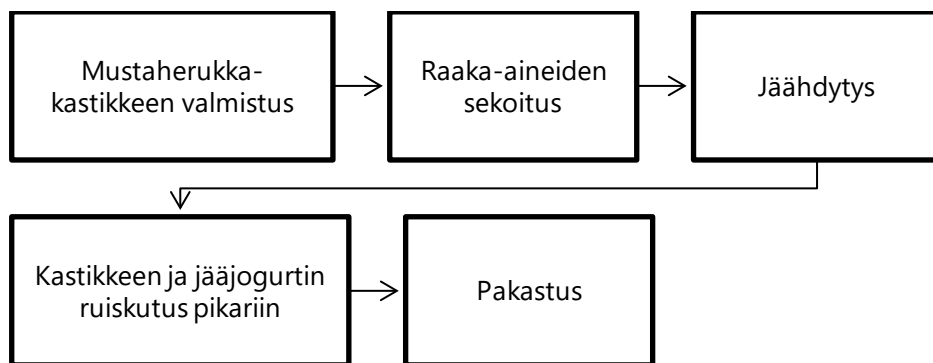 Mustaherukka-
kastikkeen valmistus
Raaka-aineiden
sekoitus
Jäähdytys
Kastikkeen ja jääjogurtin
ruiskutus pikariin
Pakastus